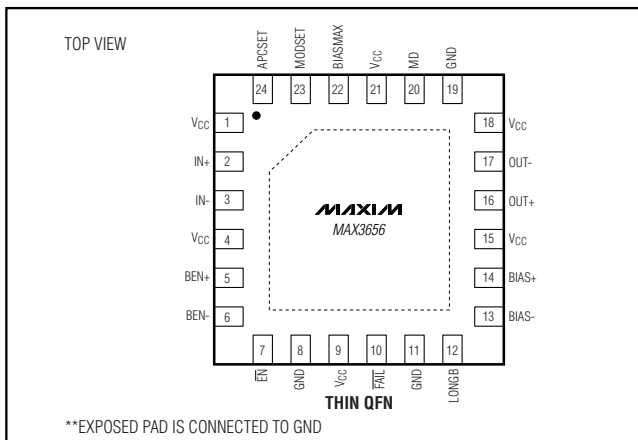 TOP VIEW
APCSET
MODSET
BIASMAX
VCC
MD
GND
24
23
22
21
20
19
VCC 1
IN+ 2
IN- 3
VCC 4
BEN+ 5
BEN- 6
18 VCC
17 OUT-
16 OUT+
15 VCC
14 BIAS+
13 BIAS-
MAXIM
MAX3656
7
8
9
10
11
12
E̅N̅
GND
VCC
F̅A̅I̅L̅
GND
LONGB
THIN QFN
**EXPOSED PAD IS CONNECTED TO GND